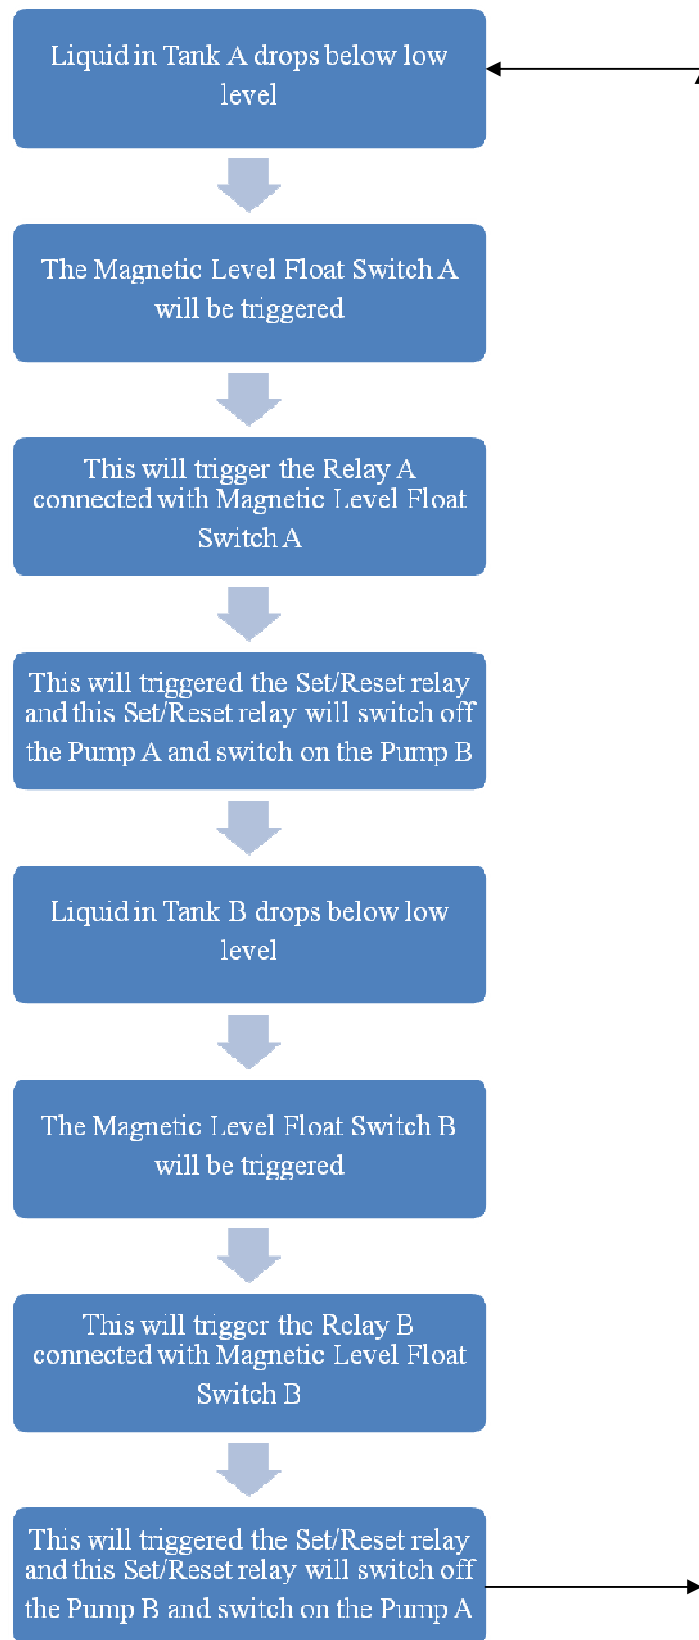 Liquid in Tank A drops below low
level
The Magnetic Level Float Switch A
will be triggered
This will trigger the Relay A
connected with Magnetic Level Float
Switch A
This will triggered the Set/Reset relay
and this Set/Reset relay will switch off
the Pump A and switch on the Pump B
Liquid in Tank B drops below low
level
The Magnetic Level Float Switch B
will be triggered
This will trigger the Relay B
connected with Magnetic Level Float
Switch B
This will triggered the Set/Reset relay
and this Set/Reset relay will switch off
the Pump B and switch on the Pump A